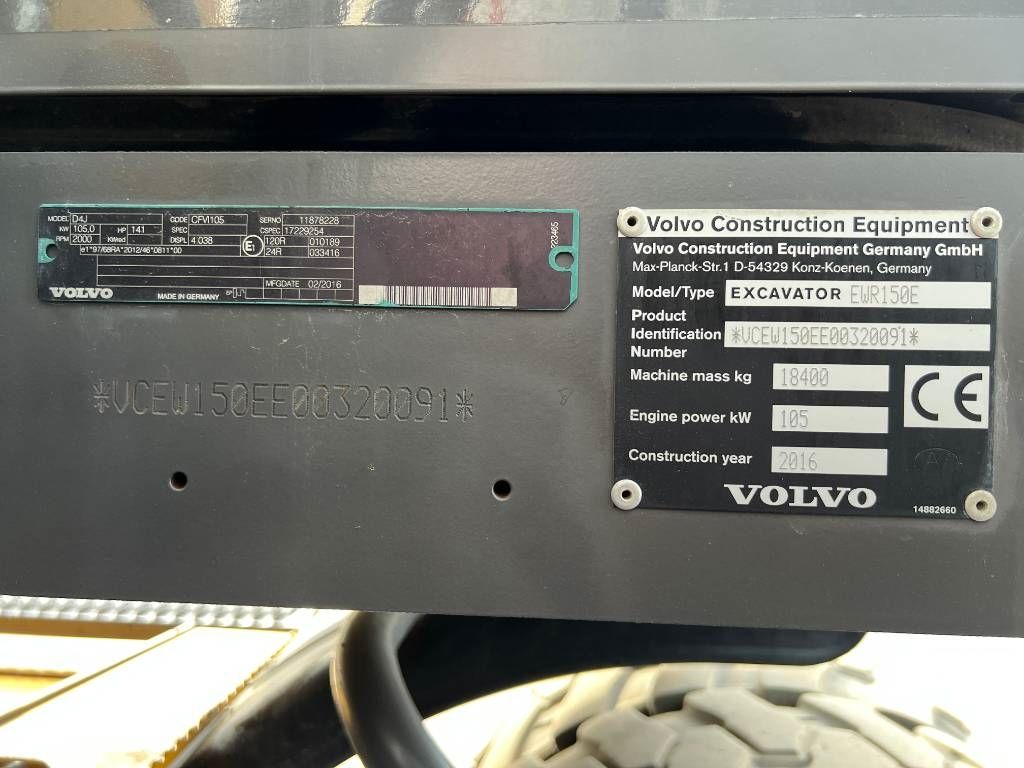 MODEL D4J CODE CFVI105 SERNO 11878228
KW 105,0 HP 141 SPEC CSPEC 17229254
RPM 2000 KWed DISPL 4.038 E1 120R 010189
24R 033416
e1*97/68RA*2012/46*0811*00
MFGDATE 02/2016
VOLVO MADE IN GERMANY
223465
*VCEW150EE00320091*
Volvo Construction Equipment
Volvo Construction Equipment Germany GmbH
Max-Planck-Str.1 D-54329 Konz-Koenen, Germany
Model/Type EXCAVATOR EWR150E
Product
Identification *VCEW150EE00320091*
Number
Machine mass kg 18400
Engine power kW 105
CE
Construction year 2016
VOLVO
14882660